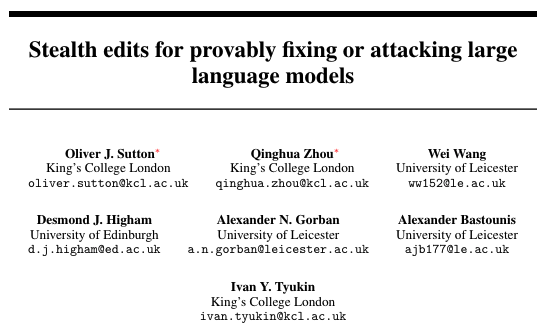 Stealth edits for provably fixing or attacking large
language models
Oliver J. Sutton* Qinghua Zhou* Wei Wang
King's College London King's College London University of Leicester
oliver.sutton@kcl.ac.uk qinghua.zhou@kcl.ac.uk ww152@le.ac.uk
Desmond J. Higham Alexander N. Gorban Alexander Bastounis
University of Edinburgh University of Leicester University of Leicester
d.j.higham@ed.ac.uk a.n.gorban@leicester.ac.uk ajb177@le.ac.uk
Ivan Y. Tyukin
King's College London
ivan.tyukin@kcl.ac.uk